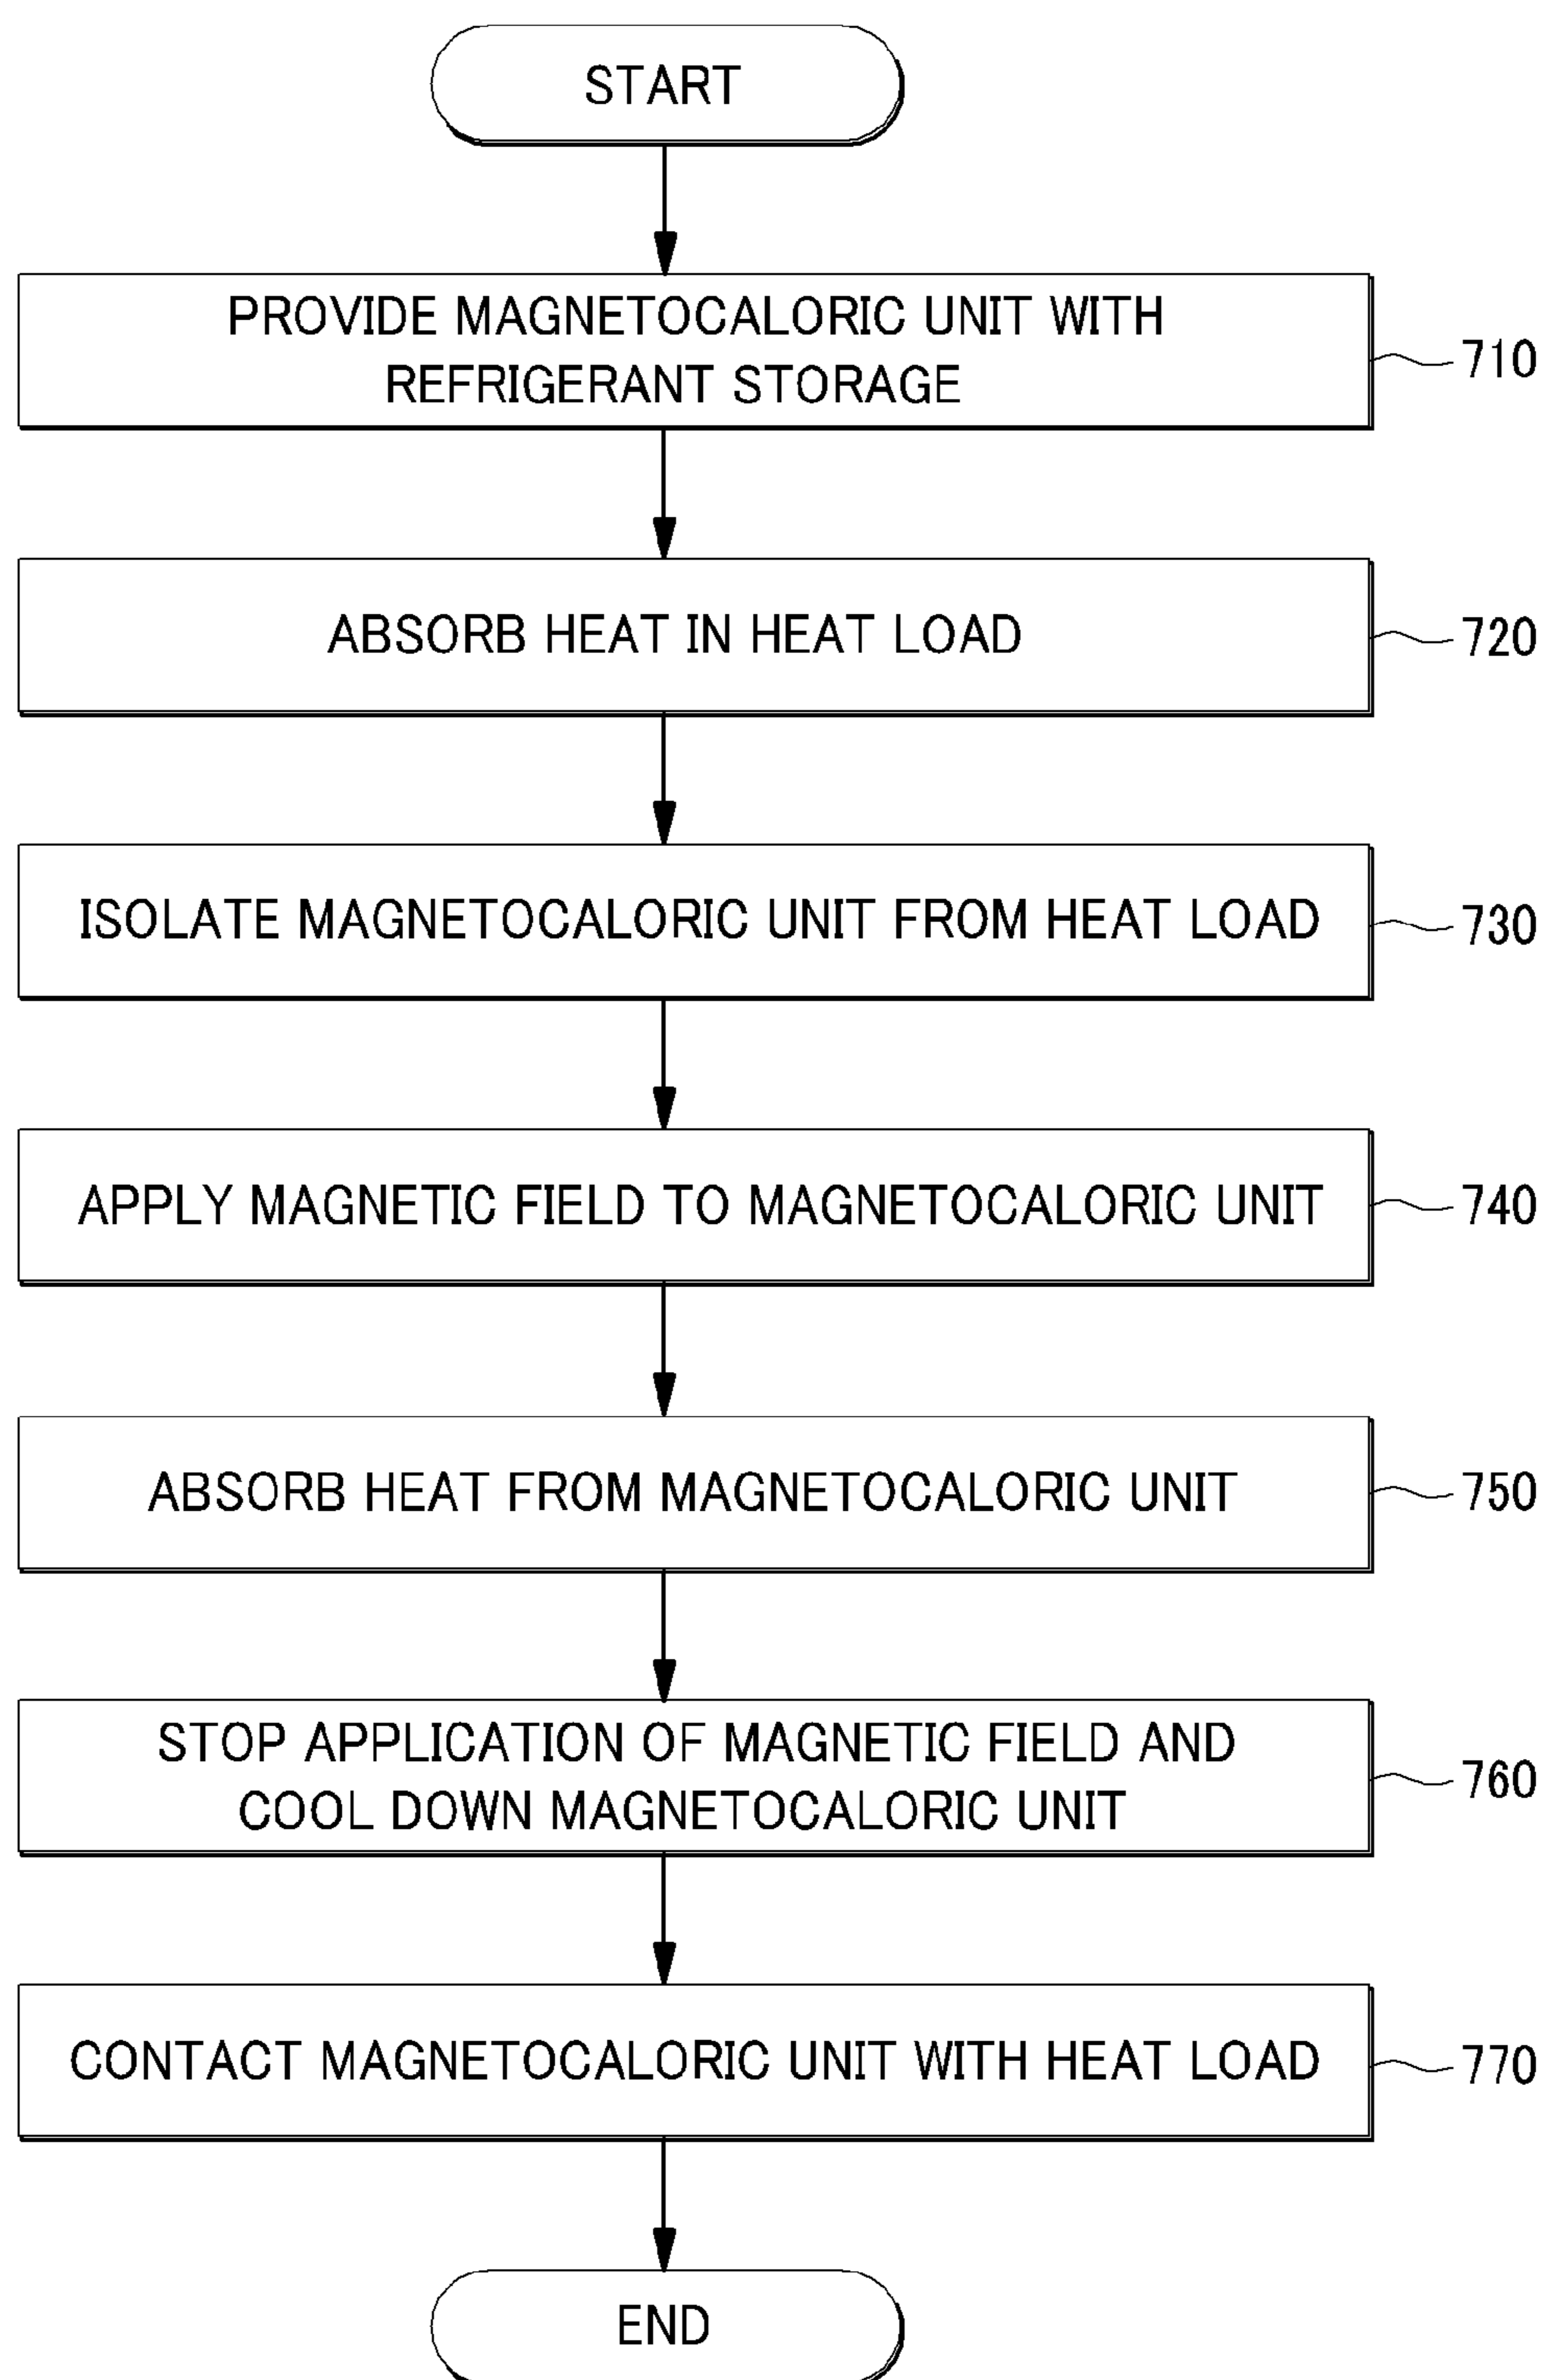 START
PROVIDE MAGNETOCALORIC UNIT WITH
REFRIGERANT STORAGE
710
ABSORB HEAT IN HEAT LOAD
720
ISOLATE MAGNETOCALORIC UNIT FROM HEAT LOAD
730
APPLY MAGNETIC FIELD TO MAGNETOCALORIC UNIT
740
ABSORB HEAT FROM MAGNETOCALORIC UNIT
750
STOP APPLICATION OF MAGNETIC FIELD AND
COOL DOWN MAGNETOCALORIC UNIT
760
CONTACT MAGNETOCALORIC UNIT WITH HEAT LOAD
770
END